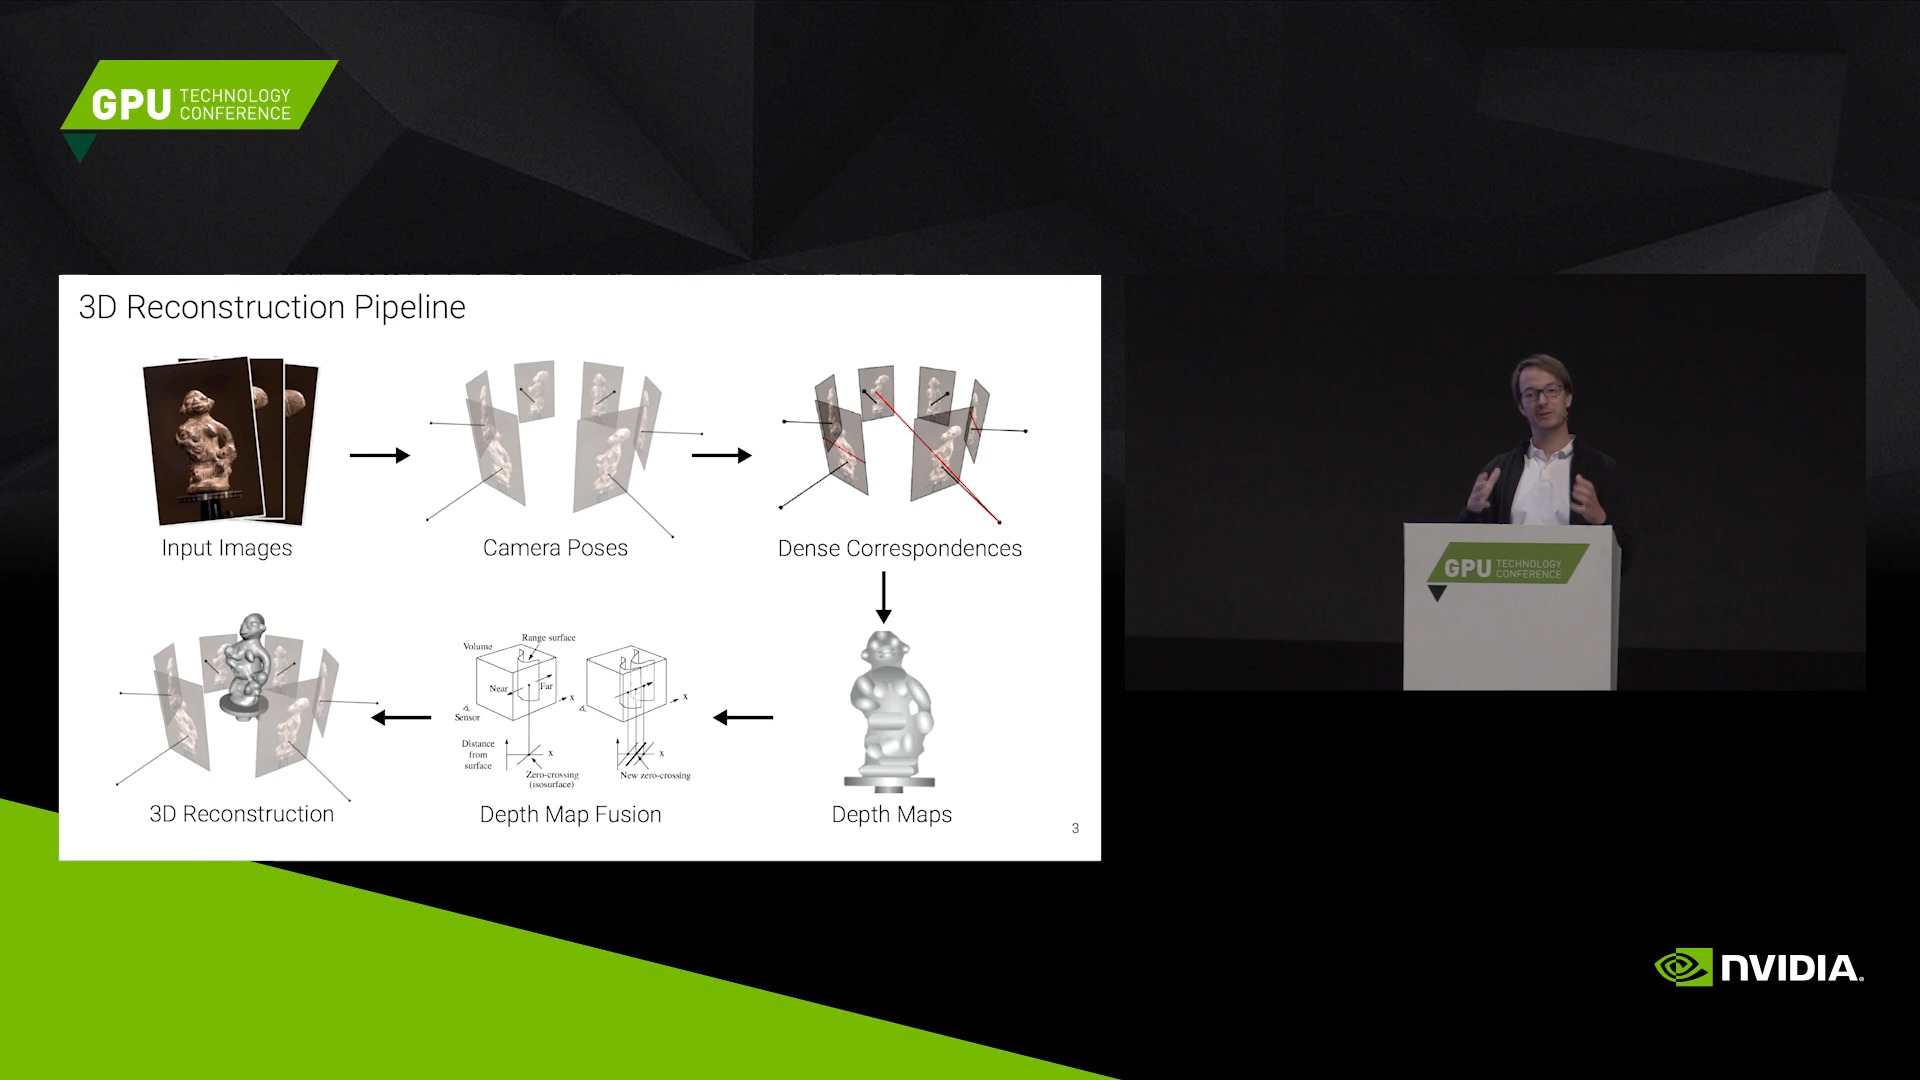 GPU TECHNOLOGY
CONFERENCE
3D Reconstruction Pipeline
Input Images
Camera Poses
Dense Correspondences
Volume
Range surface
Near
Far
x
Sensor
Distance
from
surface
x
Zero-crossing
(isosurface)
x
x
New zero-crossing
3D Reconstruction
Depth Map Fusion
Depth Maps
3
GPU TECHNOLOGY
CONFERENCE
NVIDIA.